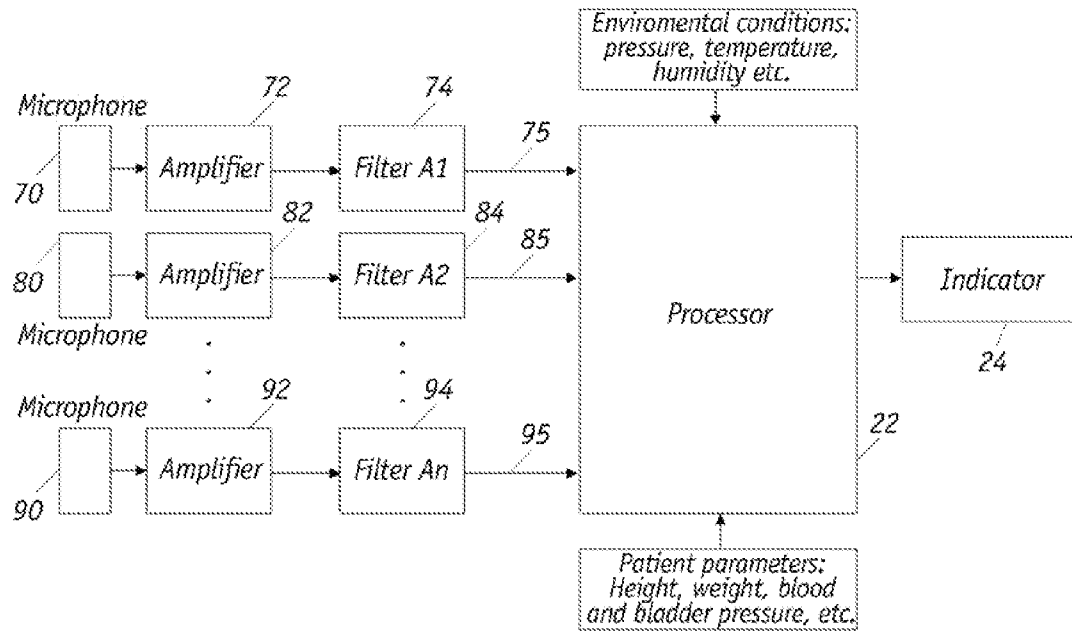 Enviromental conditions:
pressure, temperature,
humidity etc.
72
74
75
Microphone
Amplifier
Filter A1
70
82
84
85
Amplifier
Filter A2
80
Microphone
Processor
Indicator
24
92
94
95
Microphone
Amplifier
Filter An
90
22
Patient parameters:
Height, weight, blood
and bladder pressure, etc.